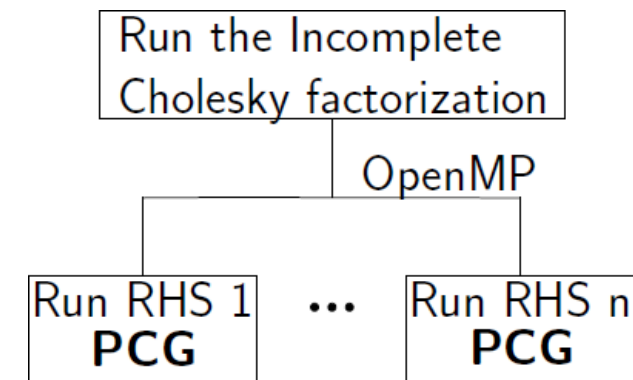 Run the Incomplete
Cholesky factorization
OpenMP
Run RHS 1
PCG
...
Run RHS n
PCG